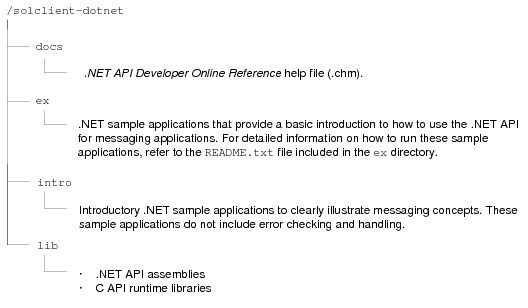 /solclient-dotnet
docs
.NET API Developer Online Reference help file (.chm).
ex
.NET sample applications that provide a basic introduction to how to use the .NET API
for messaging applications. For detailed information on how to run these sample
applications, refer to the README.txt file included in the ex directory.
intro
Introductory .NET sample applications to clearly illustrate messaging concepts. These
sample applications do not include error checking and handling.
lib
· .NET API assemblies
· C API runtime libraries